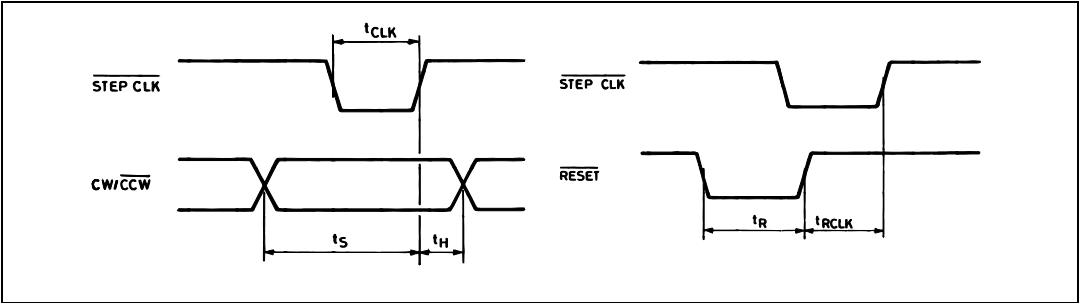 tCLK
STEP CLK
CW/CCW
tS
tH
STEP CLK
RESET
tR
tRCLK